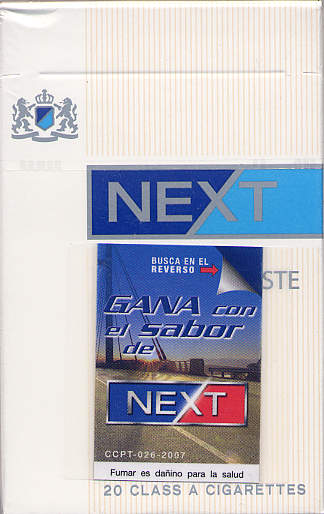 NEXT
BUSCA EN EL
REVERSO
STE
GANA con
el sabor
de
NEXT
CCPT-026-2007
Fumar es dañino para la salud
20 CLASS A CIGARETTES